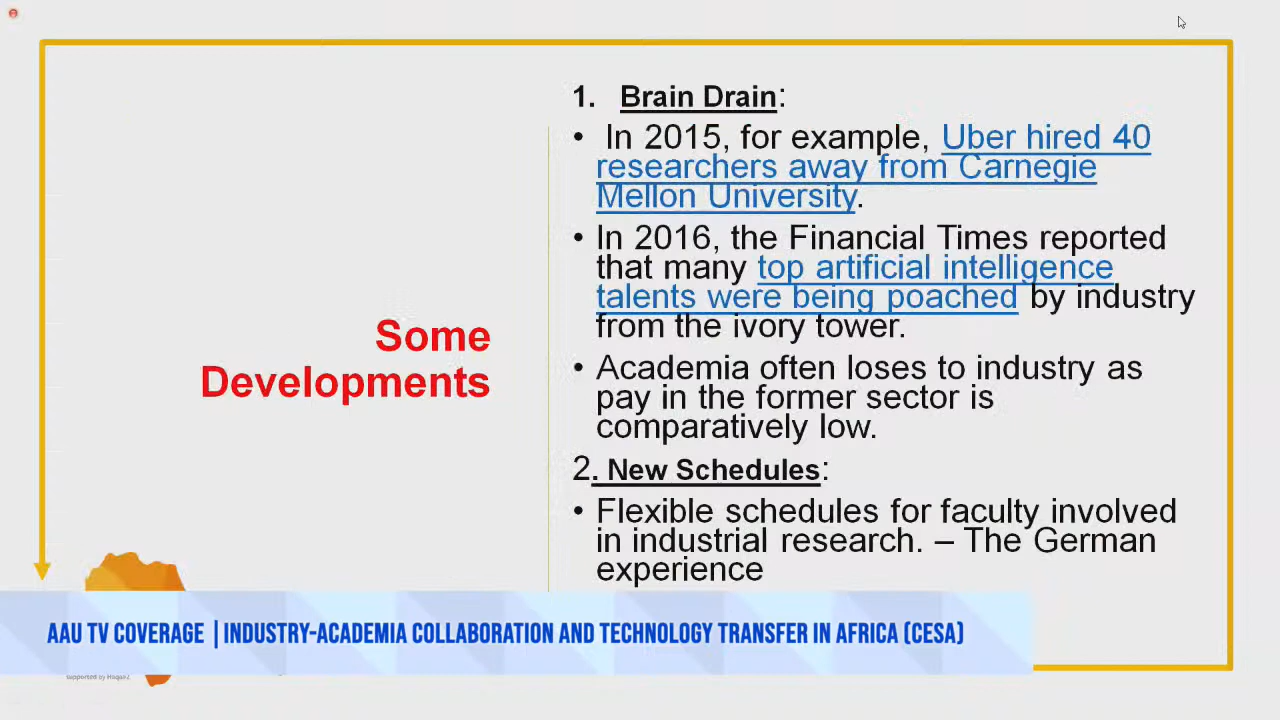 Some
Developments
1. Brain Drain:
• In 2015, for example, Uber hired 40
researchers away from Carnegie
Mellon University.
• In 2016, the Financial Times reported
that many top artificial intelligence
talents were being poached by industry
from the ivory tower.
• Academia often loses to industry as
pay in the former sector is
comparatively low.
2. New Schedules:
• Flexible schedules for faculty involved
in industrial research. – The German
experience
AAU TV COVERAGE | INDUSTRY-ACADEMIA COLLABORATION AND TECHNOLOGY TRANSFER IN AFRICA (CESA)
supported by